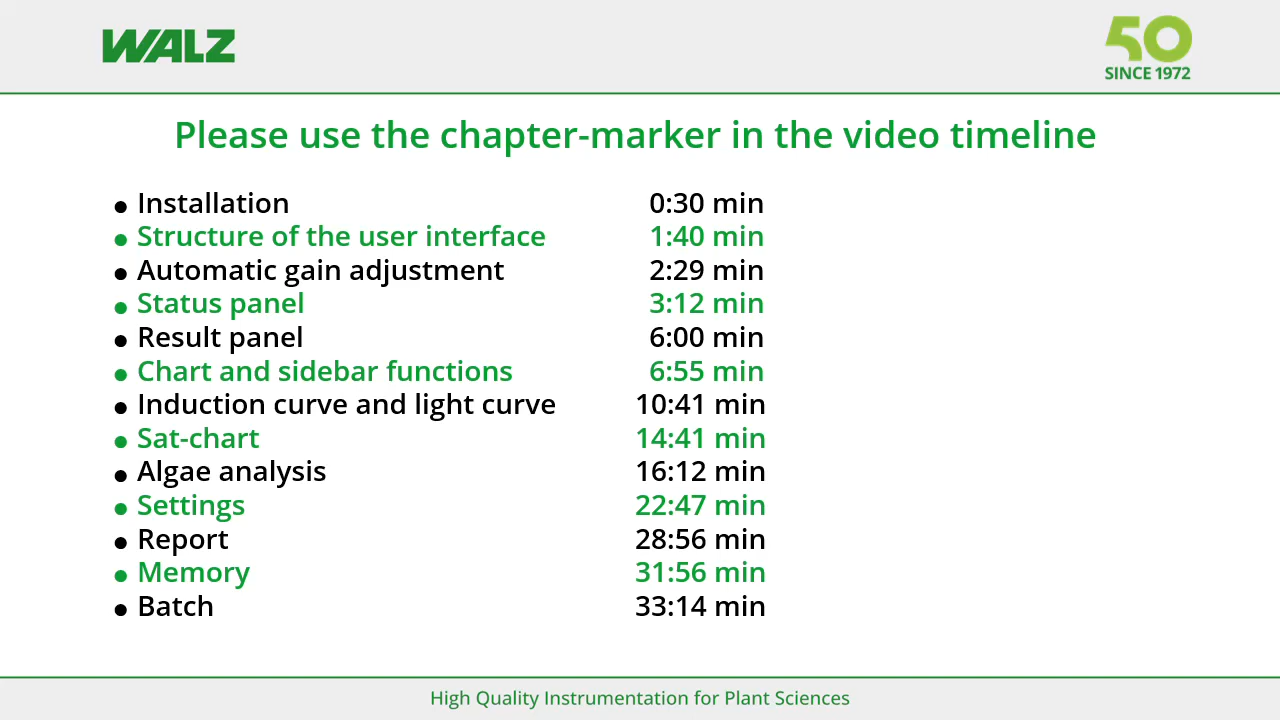 WALZ
50
SINCE 1972
Please use the chapter-marker in the video timeline
• Installation 0:30 min
• Structure of the user interface 1:40 min
• Automatic gain adjustment 2:29 min
• Status panel 3:12 min
• Result panel 6:00 min
• Chart and sidebar functions 6:55 min
• Induction curve and light curve 10:41 min
• Sat-chart 14:41 min
• Algae analysis 16:12 min
• Settings 22:47 min
• Report 28:56 min
• Memory 31:56 min
• Batch 33:14 min
High Quality Instrumentation for Plant Sciences